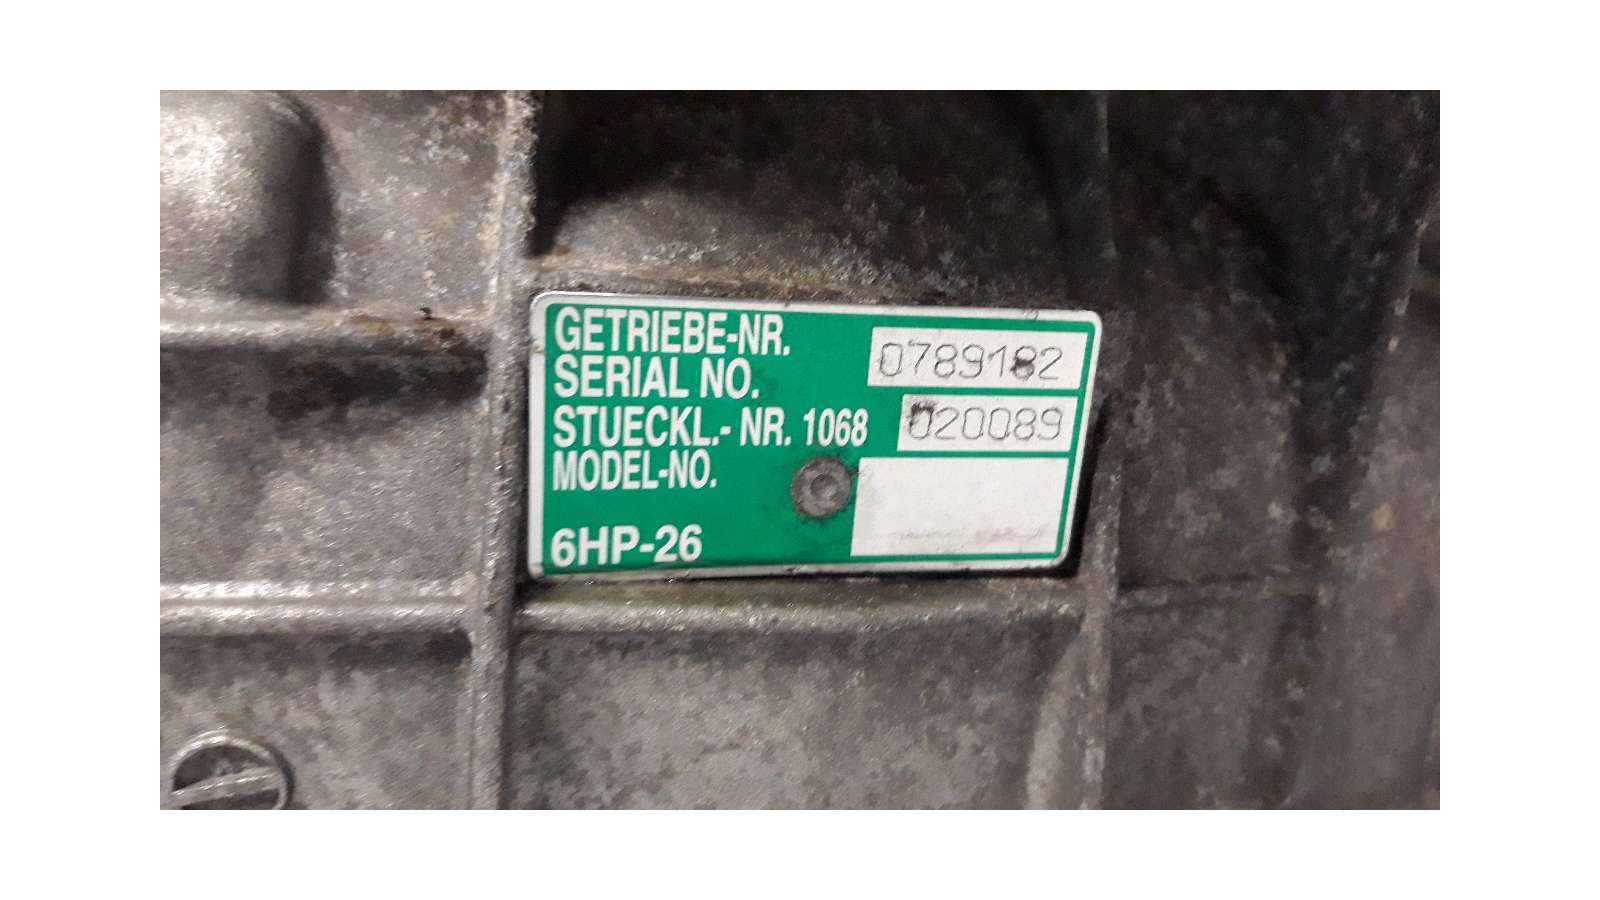 GETRIEBE-NR.
SERIAL NO. 0789182
STUECKL.- NR. 1068 020089
MODEL-NO.
6HP-26